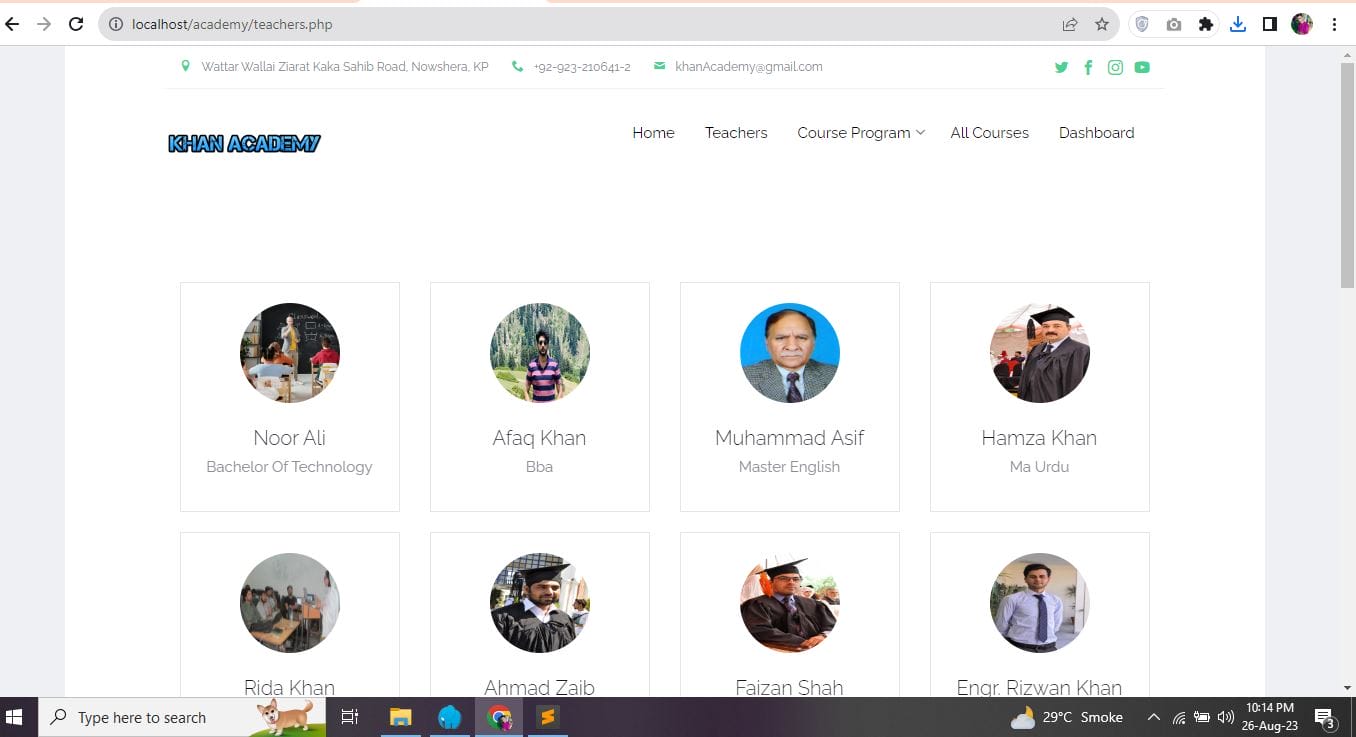 localhost/academy/teachers.php
Wattar Wallai Ziarat Kaka Sahib Road, Nowshera, KP +92-923-210641-2 khanAcademy@gmail.com
KHAN ACADEMY
Home Teachers Course Program All Courses Dashboard
Noor Ali Afaq Khan Muhammad Asif Hamza Khan
Bachelor Of Technology Bba Master English Ma Urdu
Rida Khan Ahmad Zaib Faizan Shah Engr. Rizwan Khan
Type here to search 29°C Smoke 10:14 PM
26-Aug-23
3